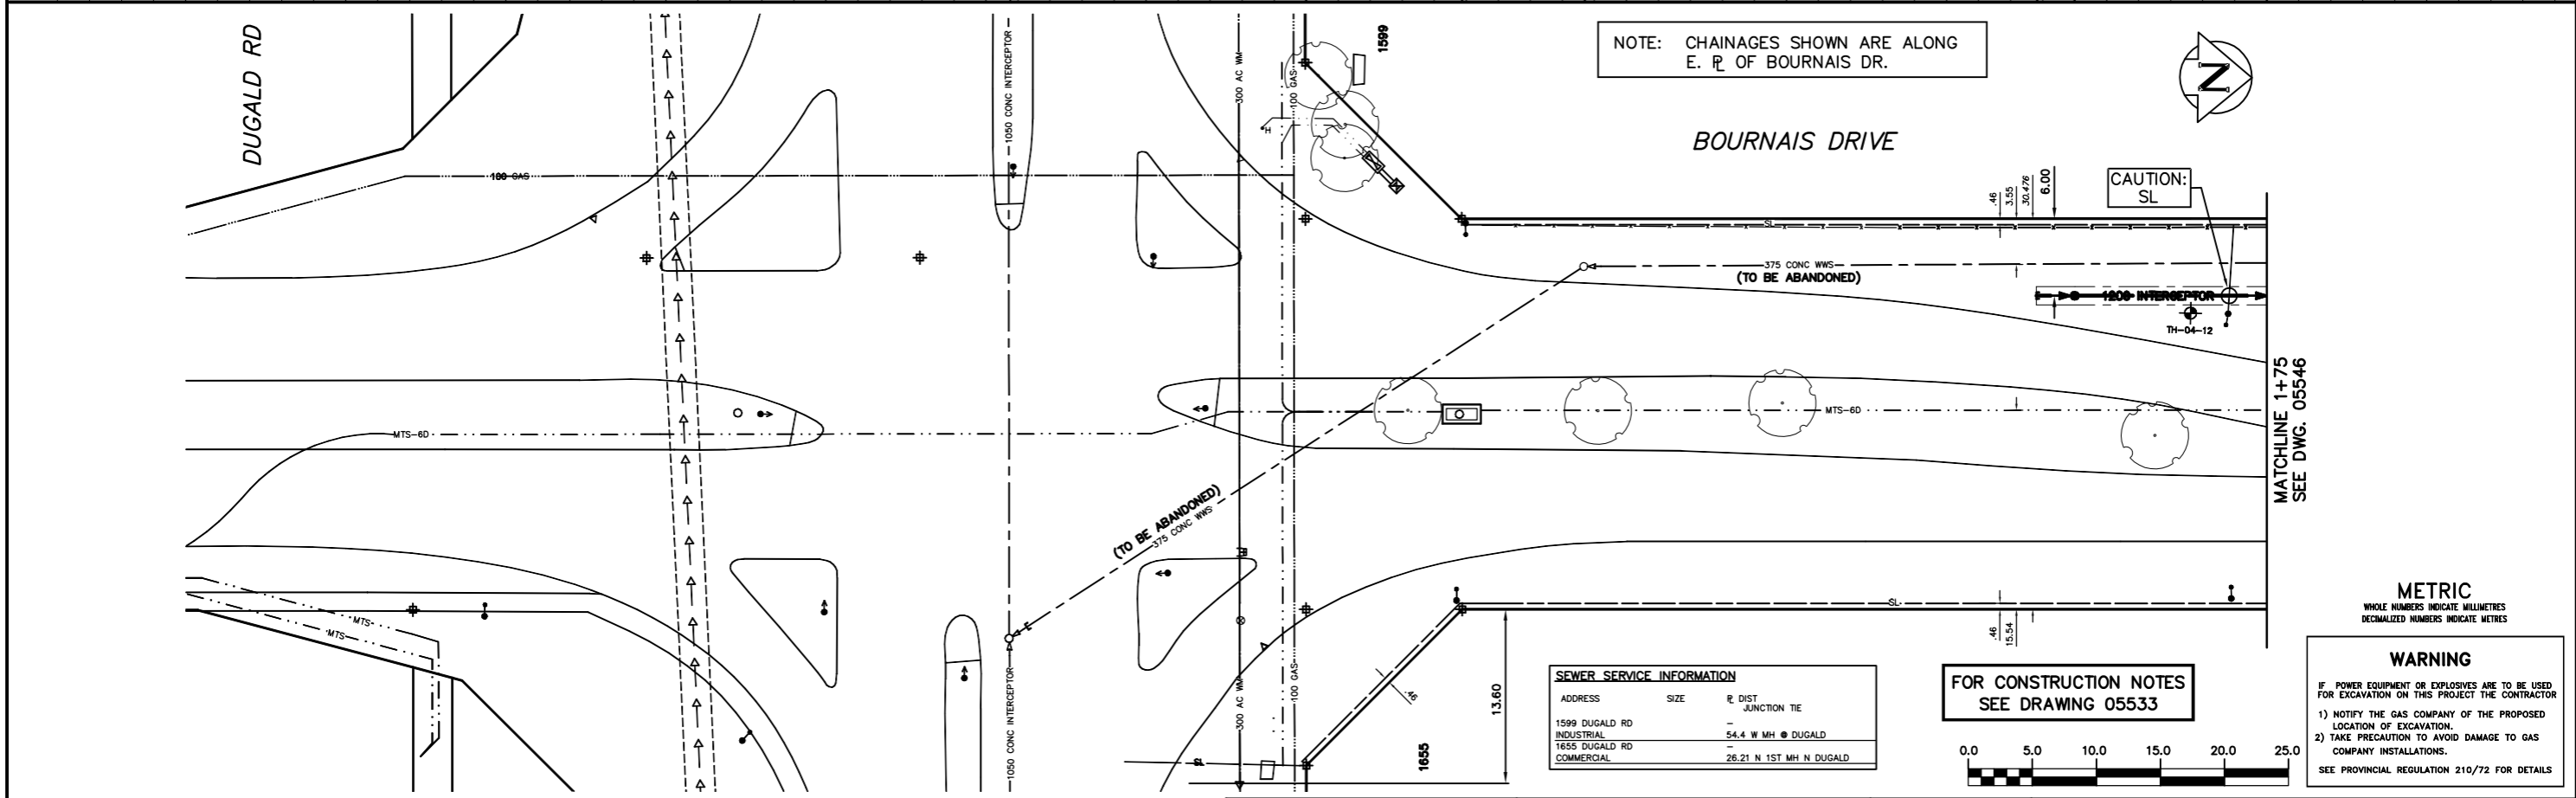 DUGALD RD
1050 CONC INTERCEPTOR
300 AC WM
100 GAS
1599
NOTE: CHAINAGES SHOWN ARE ALONG
E. ℄ OF BOURNAIS DR.
N
BOURNAIS DRIVE
H
100 GAS
.46
3.55
30.476
6.00
CAUTION:
SL
SL
375 CONC WWS
(TO BE ABANDONED)
1200 INTERCEPTOR
TH-04-12
MATCHLINE 1+75
SEE DWG. 05546
MTS-6D
MTS-6D
(TO BE ABANDONED)
375 CONC WWS
MTS
MTS
SL
.46
15.54
.46
13.60
1655
1050 CONC INTERCEPTOR
300 AC WM
100 GAS
SL
SEWER SERVICE INFORMATION
ADDRESS SIZE ℄ DIST
JUNCTION TIE
1599 DUGALD RD –
INDUSTRIAL 54.4 W MH @ DUGALD
1655 DUGALD RD –
COMMERCIAL 26.21 N 1ST MH N DUGALD
FOR CONSTRUCTION NOTES
SEE DRAWING 05533
0.0 5.0 10.0 15.0 20.0 25.0
METRIC
WHOLE NUMBERS INDICATE MILLIMETRES
DECIMALIZED NUMBERS INDICATE METRES
WARNING
IF POWER EQUIPMENT OR EXPLOSIVES ARE TO BE USED
FOR EXCAVATION ON THIS PROJECT THE CONTRACTOR
1) NOTIFY THE GAS COMPANY OF THE PROPOSED
LOCATION OF EXCAVATION.
2) TAKE PRECAUTION TO AVOID DAMAGE TO GAS
COMPANY INSTALLATIONS.
SEE PROVINCIAL REGULATION 210/72 FOR DETAILS